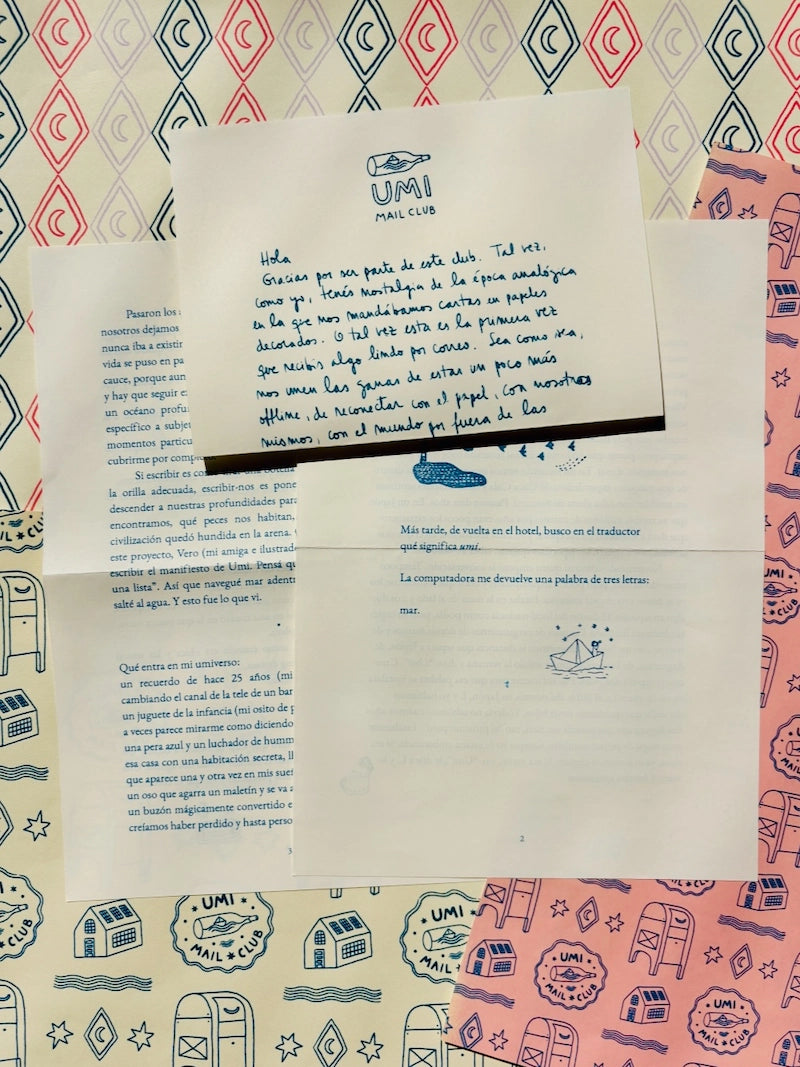 UMI
MAIL CLUB
Hola
Gracias por ser parte de este club. Tal vez,
como yo, tenés nostalgia de la época analógica
en la que nos mandábamos cartas en papeles
decorados. O tal vez esta es la primera vez
que recibís algo lindo por correo. Sea como sea,
nos unen las ganas de estar un poco más
offline, de reconectar con el papel, con nosotros
mismos, con el mundo por fuera de las
Pasaron los
nosotros dejamos
nunca iba a existir
vida se puso en pa
cauce, porque aun
y hay que seguir
un océano profu
específico a subje
momentos particu
cubrirme por comp
Si escribir es
la orilla adecuada, escribir-nos es pone
descender a nuestras profundidades para
encontramos, qué peces nos habitan,
civilización quedó hundida en la arena.
este proyecto, Vero (mi amiga e ilustrado
escribir el manifiesto de Umi. Pensá qu
una lista”. Así que navegué mar adent
salté al agua. Y esto fue lo que vi.
Qué entra en mi umiverso:
un recuerdo de hace 25 años (mi
cambiando el canal de la tele de un bar
un juguete de la infancia (mi osito de p
a veces parece mirarme como diciendo
una pera azul y un luchador de humm
esa casa con una habitación secreta, ll
que aparece una y otra vez en mis sueñ
un oso que agarra un maletín y se va a
un buzón mágicamente convertido e
creíamos haber perdido y hasta perso
3
Más tarde, de vuelta en el hotel, busco en el traductor
qué significa umi.
La computadora me devuelve una palabra de tres letras:
mar.
2
UMI
MAIL CLUB
UMI
MAIL CLUB
UMI
MAIL CLUB
UMI
MAIL CLUB